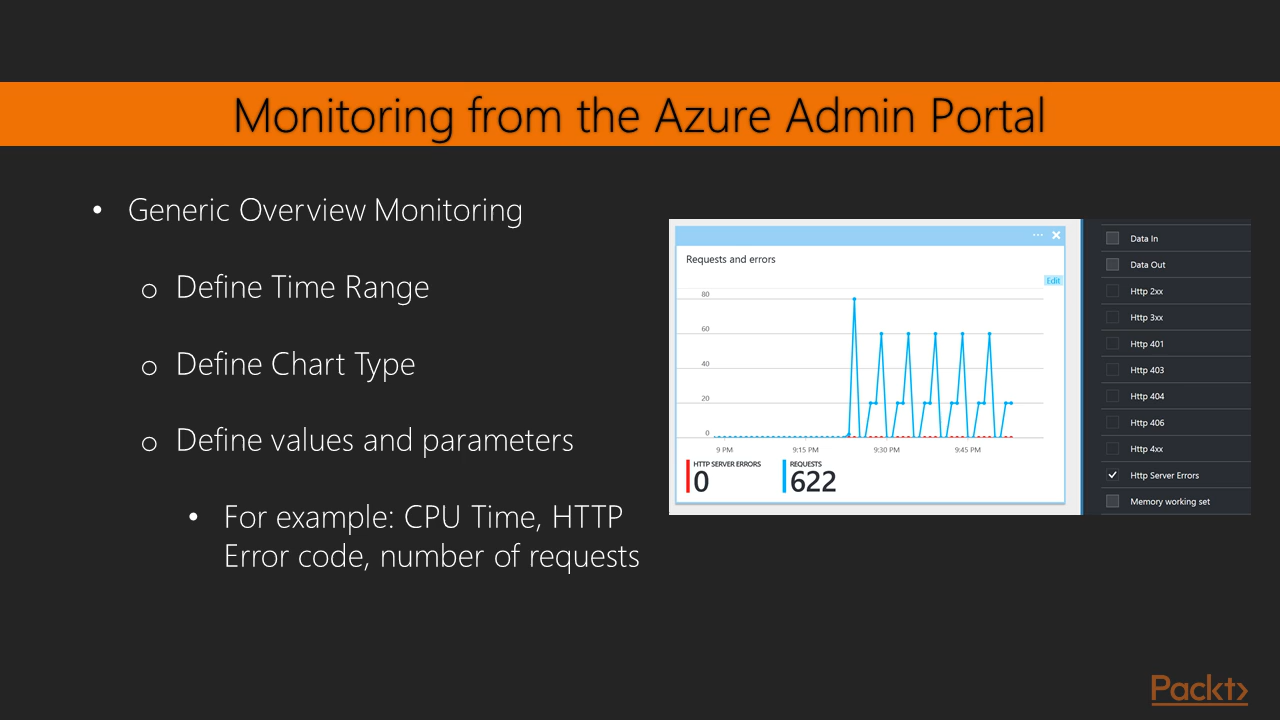 Monitoring from the Azure Admin Portal
• Generic Overview Monitoring
o Define Time Range
o Define Chart Type
o Define values and parameters
• For example: CPU Time, HTTP
Error code, number of requests
Requests and errors
Edit
80
60
40
20
0
9 PM 9:15 PM 9:30 PM 9:45 PM
HTTP SERVER ERRORS REQUESTS
0 622
Data In
Data Out
Http 2xx
Http 3xx
Http 401
Http 403
Http 404
Http 406
Http 4xx
Http Server Errors
Memory working set
Packt